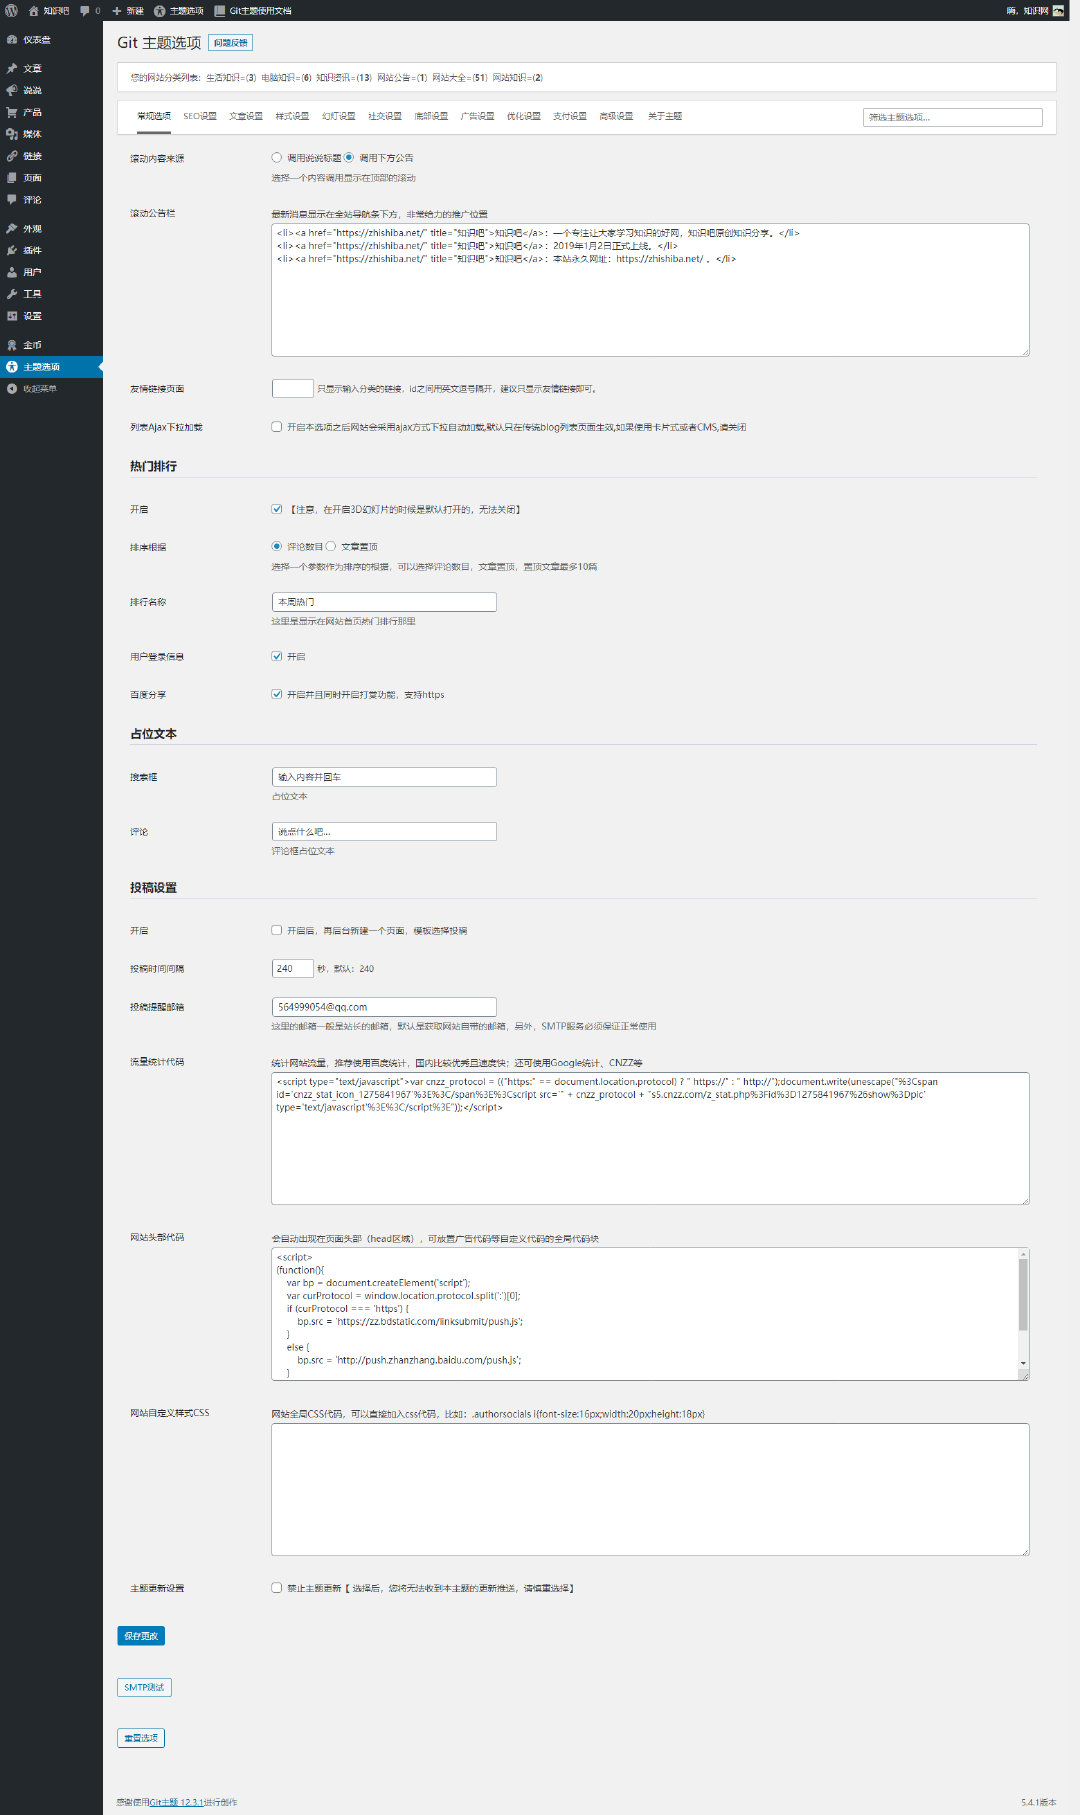 知识吧 0 新建 主题选项 Git主题使用文档 嗨，知识网
仪表盘
文章
说说
产品
媒体
链接
页面
评论
外观
插件
用户
工具
设置
金币
主题选项
收起菜单
Git 主题选项 问题反馈
您的网站分类列表： 生活知识=(3) 电脑知识=(6) 知识资讯=(13) 网站公告=(1) 网站大全=(51) 网站知识=(2)
常规选项 SEO设置 文章设置 样式设置 幻灯设置 社交设置 底部设置 广告设置 优化设置 支付设置 高级设置 关于主题 筛选主题选项...
滚动内容来源 调用说说标题 调用下方公告
选择一个内容调用显示在顶部的滚动
滚动公告栏 最新消息显示在全站导航条下方，非常给力的推广位置
<li><a href="https://zhishiba.net/" title="知识吧">知识吧</a>：一个专注让大家学习知识的好网，知识吧原创知识分享。</li>
<li><a href="https://zhishiba.net/" title="知识吧">知识吧</a>：2019年1月2日正式上线。</li>
<li><a href="https://zhishiba.net/" title="知识吧">知识吧</a>：本站永久网址：https://zhishiba.net/ 。</li>
友情链接页面 只显示输入分类的链接，id之间用英文逗号隔开，建议只显示友情链接即可。
列表Ajax下拉加载 开启本选项之后网站会采用ajax方式下拉自动加载,默认只在传统blog列表页面生效,如果使用卡片式或者CMS,请关闭
热门排行
开启 【注意，在开启3D幻灯片的时候是默认打开的，无法关闭】
排序根据 评论数目 文章置顶
选择一个参数作为排序的根据，可以选择评论数目，文章置顶，置顶文章最多10篇
排行名称 本周热门
这里是显示在网站首页热门排行那里
用户登录信息 开启
百度分享 开启并且同时开启打赏功能，支持https
占位文本
搜索框 输入内容并回车
占位文本
评论 说点什么吧...
评论框占位文本
投稿设置
开启 开启后，再后台新建一个页面，模板选择投稿
投稿时间间隔 240 秒，默认：240
投稿提醒邮箱 564999054@qq.com
这里的邮箱一般是站长的邮箱，默认是获取网站自带的邮箱，另外，SMTP服务必须保证正常使用
流量统计代码 统计网站流量，推荐使用百度统计，国内比较优秀且速度快；还可使用Google统计、CNZZ等
<script type="text/javascript">var cnzz_protocol = (("https:" == document.location.protocol) ? " https://" : " http://");document.write(unescape("%3Cspan
id='cnzz_stat_icon_1275841967'%3E%3C/span%3E%3Cscript src='" + cnzz_protocol + "s5.cnzz.com/z_stat.php%3Fid%3D1275841967%26show%3Dpic'
type='text/javascript'%3E%3C/script%3E"));</script>
网站头部代码 会自动出现在页面头部（head区域），可放置广告代码等自定义代码的全局代码块
<script>
(function(){
var bp = document.createElement('script');
var curProtocol = window.location.protocol.split(':')[0];
if (curProtocol === 'https') {
bp.src = 'https://zz.bdstatic.com/linksubmit/push.js';
}
else {
bp.src = 'http://push.zhanzhang.baidu.com/push.js';
}
网站自定义样式CSS 网站全局CSS代码，可以直接加入css代码，比如：.authorsocials i{font-size:16px;width:20px;height:18px}
主题更新设置 禁止主题更新【 选择后，您将无法收到本主题的更新推送，请慎重选择】
保存更改
SMTP测试
重置选项
感谢使用Git主题 12.3.1进行创作 5.4.1版本